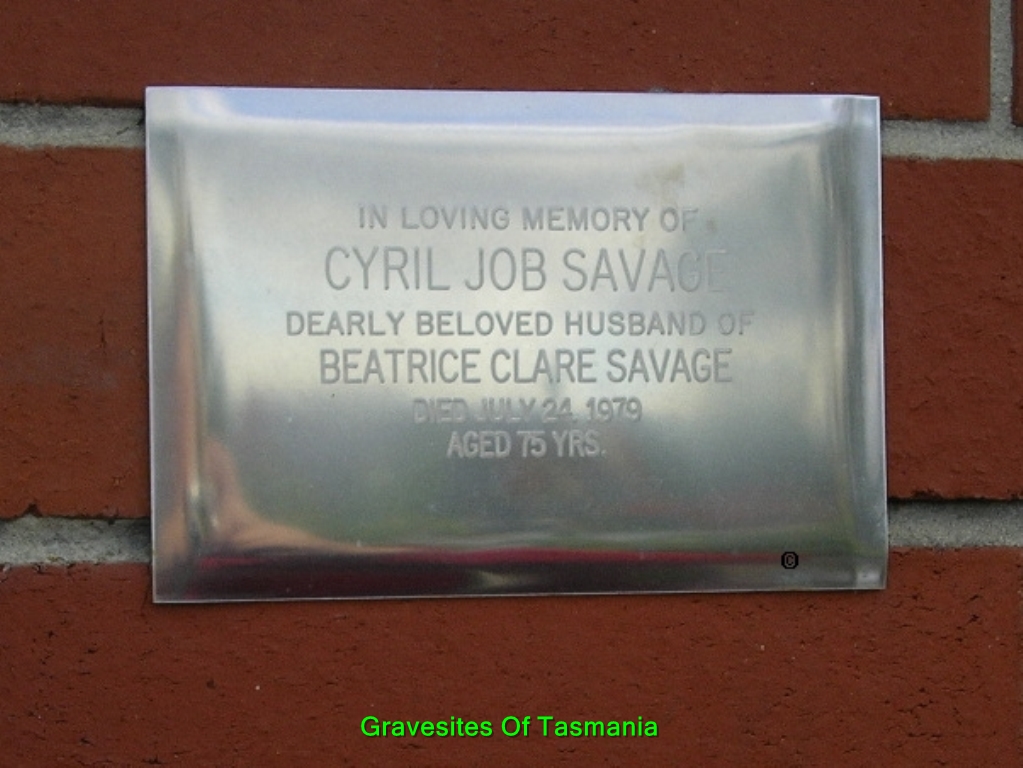 IN LOVING MEMORY OF
CYRIL JOB SAVAGE
DEARLY BELOVED HUSBAND OF
BEATRICE CLARE SAVAGE
DIED JULY 24, 1979
AGED 75 YRS.
©
Gravesites Of Tasmania